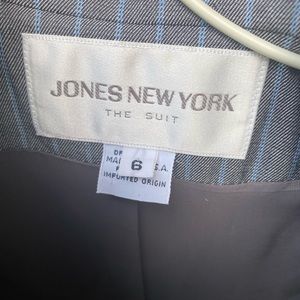 JONES NEW YORK
THE SUIT
6
S.A.
IMPORTED ORIGIN